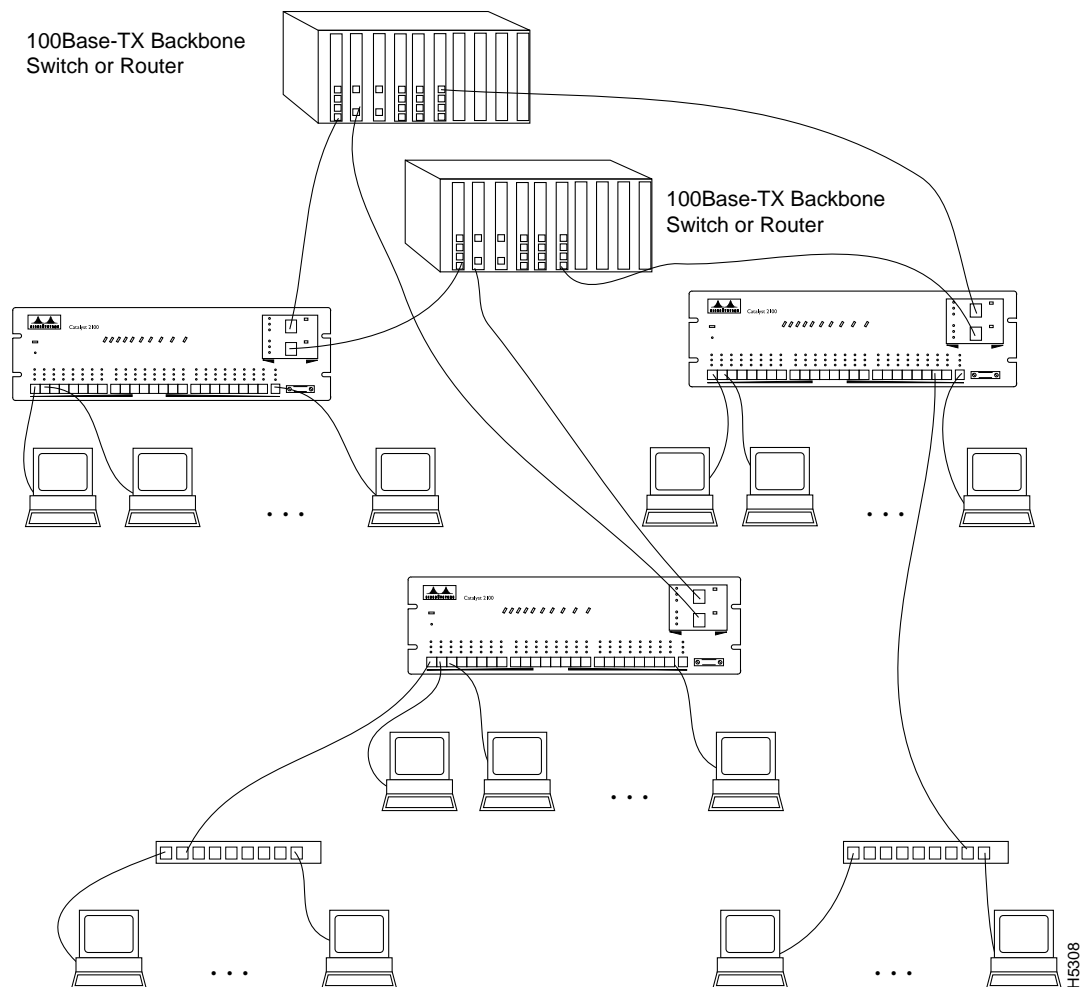 100Base-TX Backbone
Switch or Router
100Base-TX Backbone
Switch or Router
Catalyst 2100
Catalyst 2100
Catalyst 2100
. . .
. . .
. . .
. . .
. . .
H5308